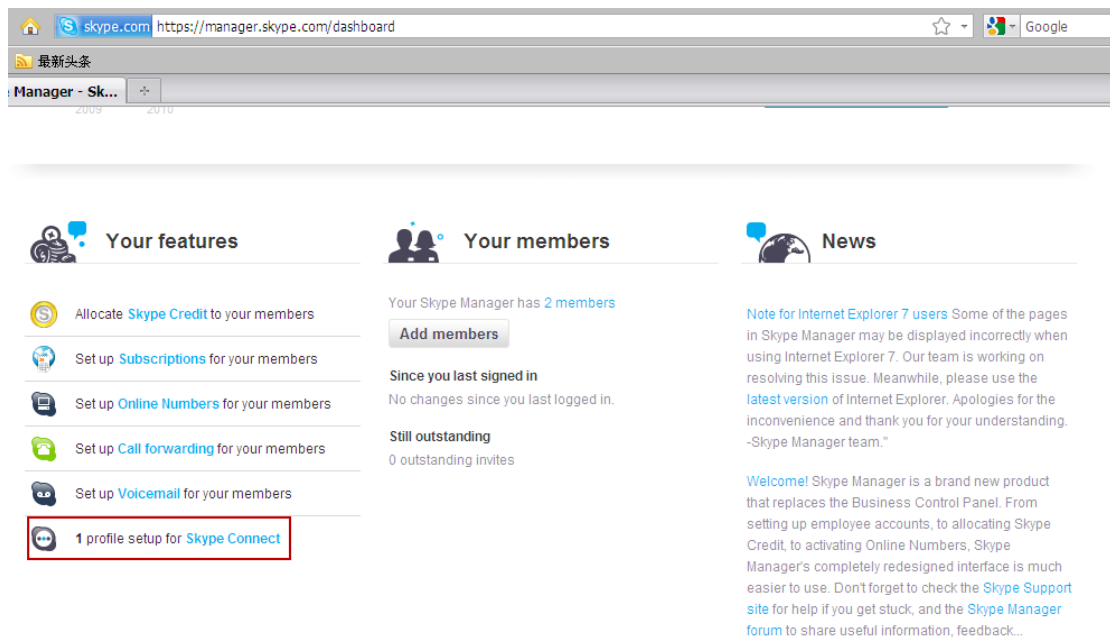 skype.com https://manager.skype.com/dashboard Google
最新头条
Manager - Sk...
2009 2010
Your features
Allocate Skype Credit to your members
Set up Subscriptions for your members
Set up Online Numbers for your members
Set up Call forwarding for your members
Set up Voicemail for your members
1 profile setup for Skype Connect
Your members
Your Skype Manager has 2 members
Add members
Since you last signed in
No changes since you last logged in.
Still outstanding
0 outstanding invites
News
Note for Internet Explorer 7 users Some of the pages
in Skype Manager may be displayed incorrectly when
using Internet Explorer 7. Our team is working on
resolving this issue. Meanwhile, please use the
latest version of Internet Explorer. Apologies for the
inconvenience and thank you for your understanding.
-Skype Manager team."
Welcome! Skype Manager is a brand new product
that replaces the Business Control Panel. From
setting up employee accounts, to allocating Skype
Credit, to activating Online Numbers, Skype
Manager's completely redesigned interface is much
easier to use. Don't forget to check the Skype Support
site for help if you get stuck, and the Skype Manager
forum to share useful information, feedback...